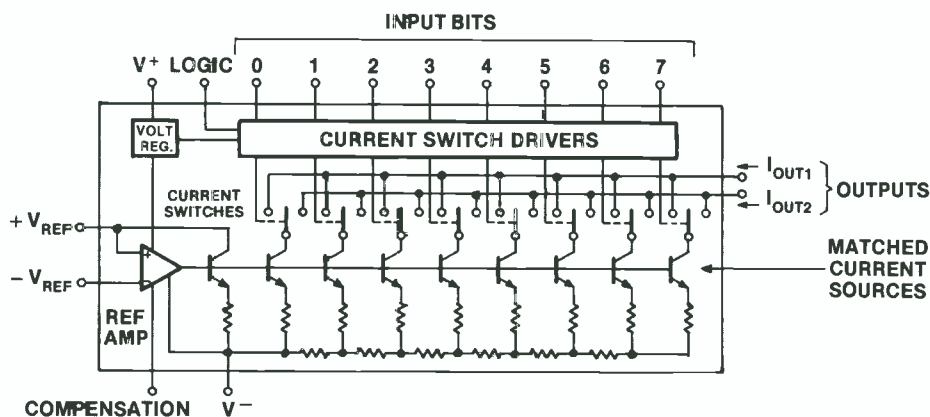 INPUT BITS
V+ LOGIC 0 1 2 3 4 5 6 7
VOLT
REG.
CURRENT SWITCH DRIVERS
IOUT1
IOUT2
OUTPUTS
CURRENT
SWITCHES
+ VREF
− VREF
+
−
REF
AMP
MATCHED
CURRENT
SOURCES
COMPENSATION
V−